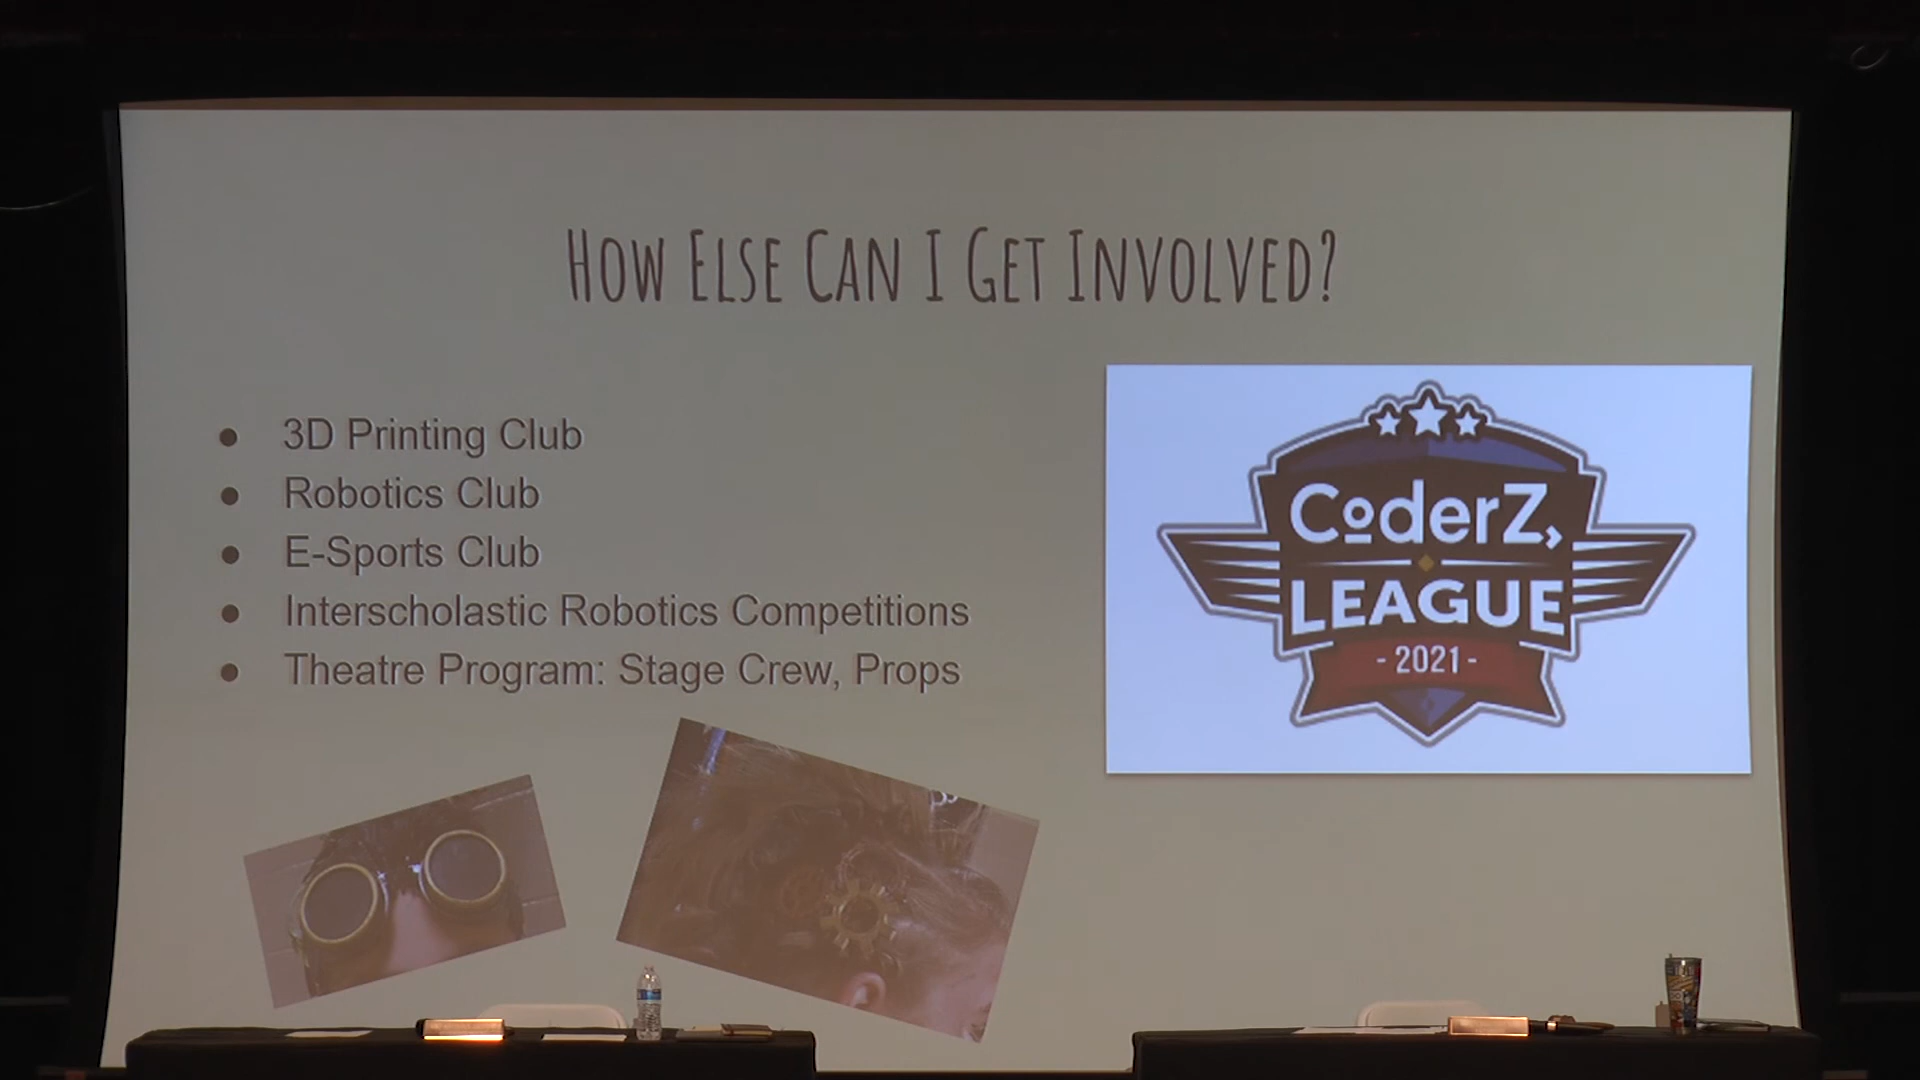 How Else Can I Get Involved?
● 3D Printing Club
● Robotics Club
● E-Sports Club
● Interscholastic Robotics Competitions
● Theatre Program: Stage Crew, Props
CoderZ,
LEAGUE
- 2021 -